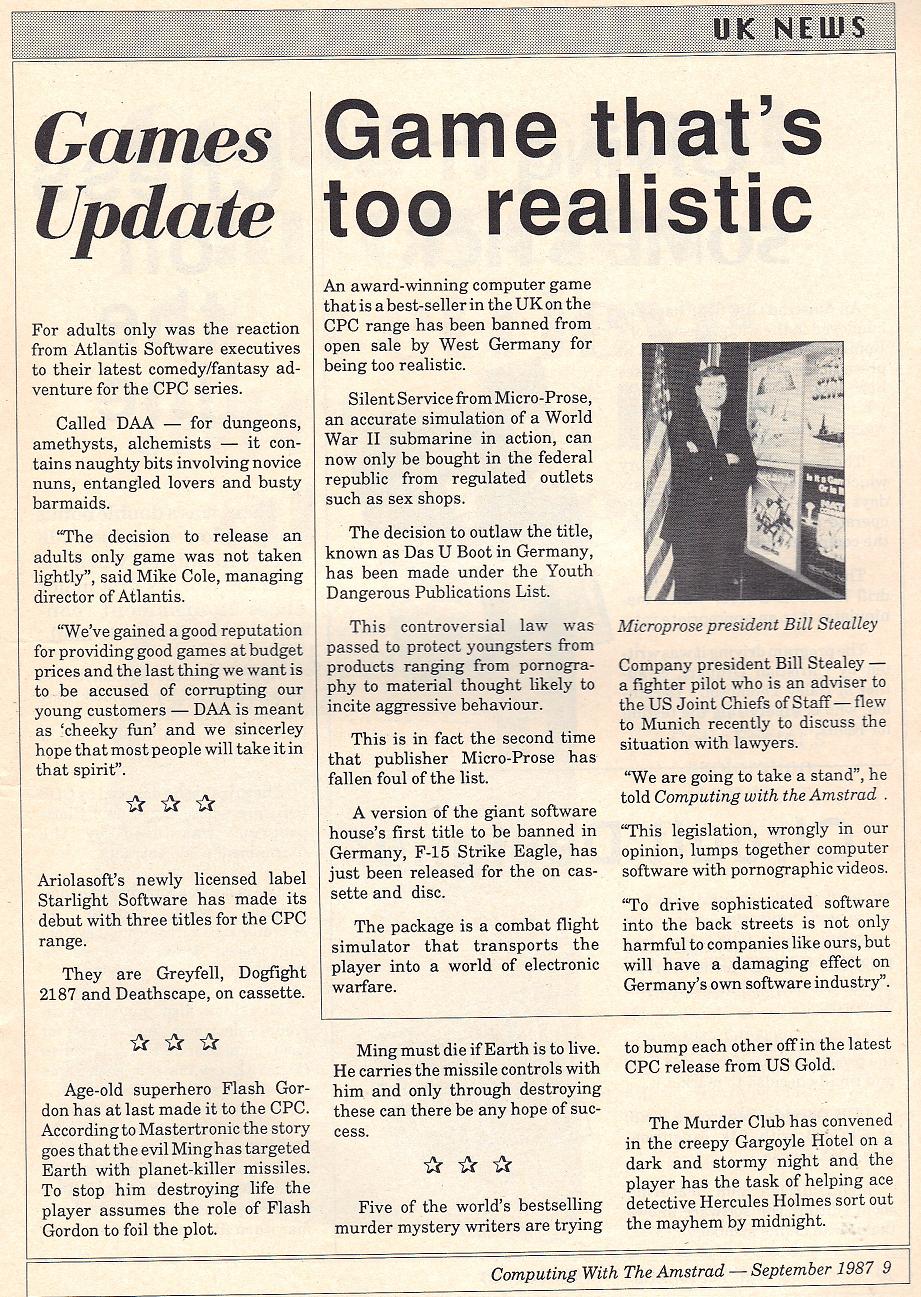 UK NEWS
Games
Update
For adults only was the reaction
from Atlantis Software executives
to their latest comedy/fantasy ad-
venture for the CPC series.
Called DAA — for dungeons,
amethysts, alchemists — it con-
tains naughty bits involving novice
nuns, entangled lovers and busty
barmaids.
"The decision to release an
adults only game was not taken
lightly", said Mike Cole, managing
director of Atlantis.
"We've gained a good reputation
for providing good games at budget
prices and the last thing we want is
to be accused of corrupting our
young customers — DAA is meant
as 'cheeky fun' and we sincerley
hope that most people will take it in
that spirit".
Ariolasoft's newly licensed label
Starlight Software has made its
debut with three titles for the CPC
range.
They are Greyfell, Dogfight
2187 and Deathscape, on cassette.
Age-old superhero Flash Gor-
don has at last made it to the CPC.
According to Mastertronic the story
goes that the evil Ming has targeted
Earth with planet-killer missiles.
To stop him destroying life the
player assumes the role of Flash
Gordon to foil the plot.
Ming must die if Earth is to live.
He carries the missile controls with
him and only through destroying
these can there be any hope of suc-
cess.
Five of the world's bestselling
murder mystery writers are trying
to bump each other off in the latest
CPC release from US Gold.
The Murder Club has convened
in the creepy Gargoyle Hotel on a
dark and stormy night and the
player has the task of helping ace
detective Hercules Holmes sort out
the mayhem by midnight.
Game that's
too realistic
An award-winning computer game
that is a best-seller in the UK on the
CPC range has been banned from
open sale by West Germany for
being too realistic.
Silent Service from Micro-Prose,
an accurate simulation of a World
War II submarine in action, can
now only be bought in the federal
republic from regulated outlets
such as sex shops.
The decision to outlaw the title,
known as Das U Boot in Germany,
has been made under the Youth
Dangerous Publications List.
This controversial law was
passed to protect youngsters from
products ranging from pornogra-
phy to material thought likely to
incite aggressive behaviour.
This is in fact the second time
that publisher Micro-Prose has
fallen foul of the list.
A version of the giant software
house's first title to be banned in
Germany, F-15 Strike Eagle, has
just been released for the on cas-
sette and disc.
The package is a combat flight
simulator that transports the
player into a world of electronic
warfare.
Is it a
Or Is
Microprose president Bill Stealley
Company president Bill Stealey —
a fighter pilot who is an adviser to
the US Joint Chiefs of Staff — flew
to Munich recently to discuss the
situation with lawyers.
"We are going to take a stand", he
told Computing with the Amstrad .
"This legislation, wrongly in our
opinion, lumps together computer
software with pornographic videos.
"To drive sophisticated software
into the back streets is not only
harmful to companies like ours, but
will have a damaging effect on
Germany's own software industry".
Computing With The Amstrad — September 1987 9